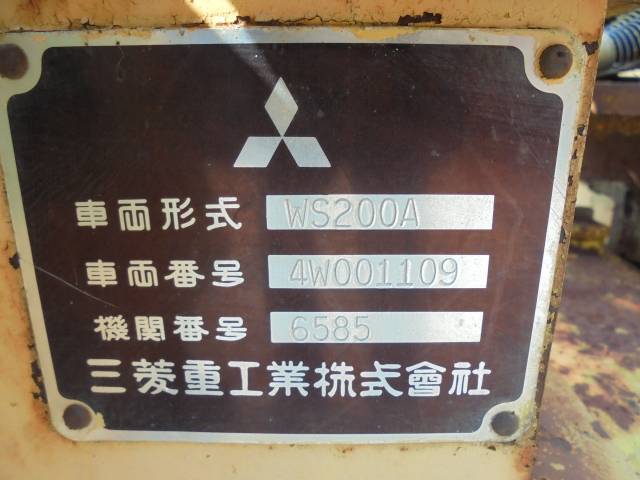 車両形式 WS200A
車両番号 4W001109
機関番号 6585
三菱重工業株式會社